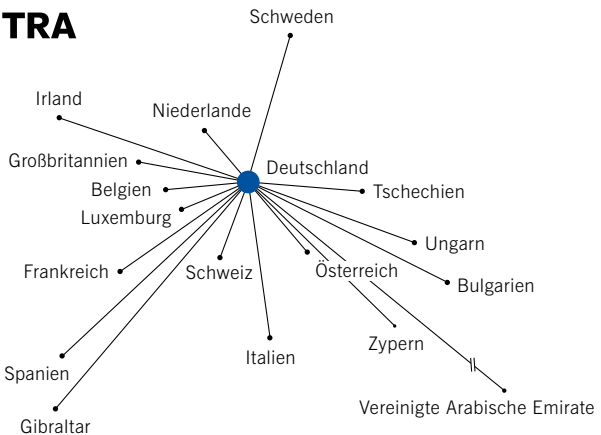 TRA
Schweden
Irland
Niederlande
Großbritannien
Deutschland
Belgien
Tschechien
Luxemburg
Ungarn
Frankreich
Schweiz
Österreich
Bulgarien
Zypern
Italien
Spanien
Vereinigte Arabische Emirate
Gibraltar